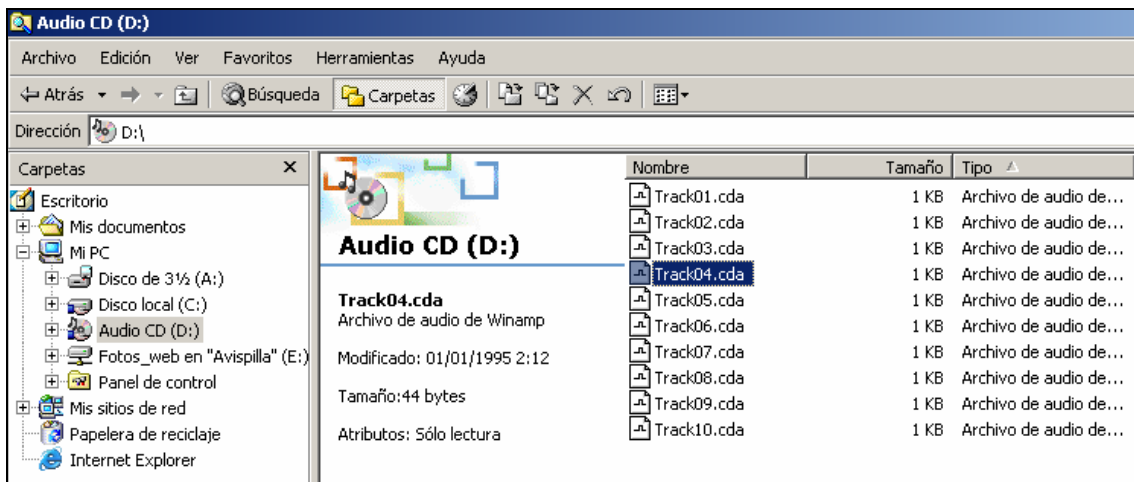 Audio CD (D:)
Archivo Edición Ver Favoritos Herramientas Ayuda
Atrás Búsqueda Carpetas
Dirección D:\
Carpetas
Escritorio
Mis documentos
Mi PC
Disco de 3½ (A:)
Disco local (C:)
Audio CD (D:)
Fotos_web en "Avispilla" (E:)
Panel de control
Mis sitios de red
Papelera de reciclaje
Internet Explorer
Audio CD (D:)
Track04.cda
Archivo de audio de Winamp
Modificado: 01/01/1995 2:12
Tamaño:44 bytes
Atributos: Sólo lectura
Nombre Tamaño Tipo
Track01.cda 1 KB Archivo de audio de...
Track02.cda 1 KB Archivo de audio de...
Track03.cda 1 KB Archivo de audio de...
Track04.cda 1 KB Archivo de audio de...
Track05.cda 1 KB Archivo de audio de...
Track06.cda 1 KB Archivo de audio de...
Track07.cda 1 KB Archivo de audio de...
Track08.cda 1 KB Archivo de audio de...
Track09.cda 1 KB Archivo de audio de...
Track10.cda 1 KB Archivo de audio de...